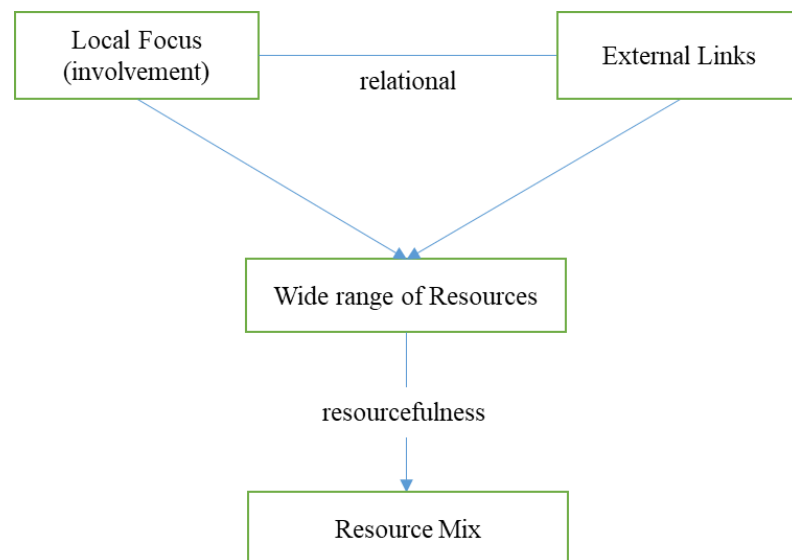 Local Focus
(involvement)
External Links
relational
Wide range of Resources
resourcefulness
Resource Mix